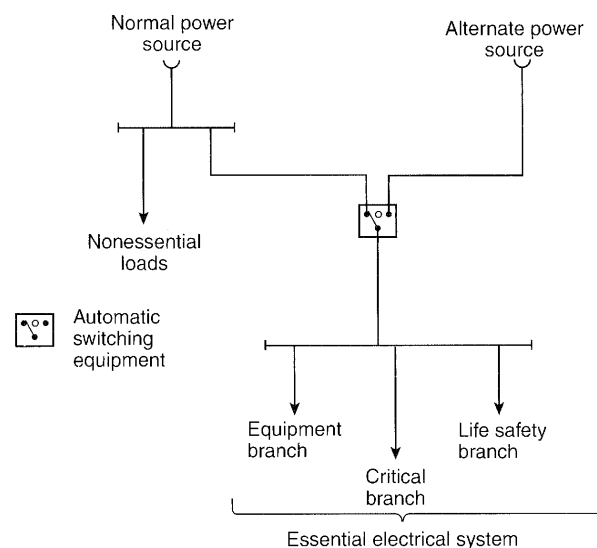 Normal power
source
Alternate power
source
Nonessential
loads
Automatic
switching
equipment
Equipment
branch
Critical
branch
Life safety
branch
Essential electrical system